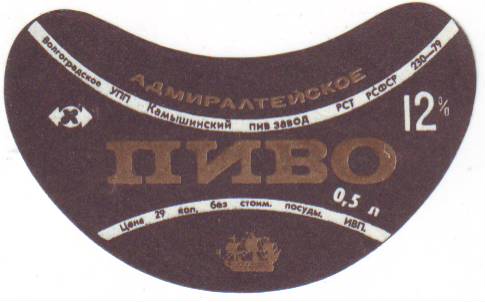 АДМИРАЛТЕЙСКОЕ
Волгоградское УПП Камышинский пив завод РСТ РСФСР 230-79
12%
ПИВО
0,5 л
Цена 29 коп. без стоим. посуды. ИВП.